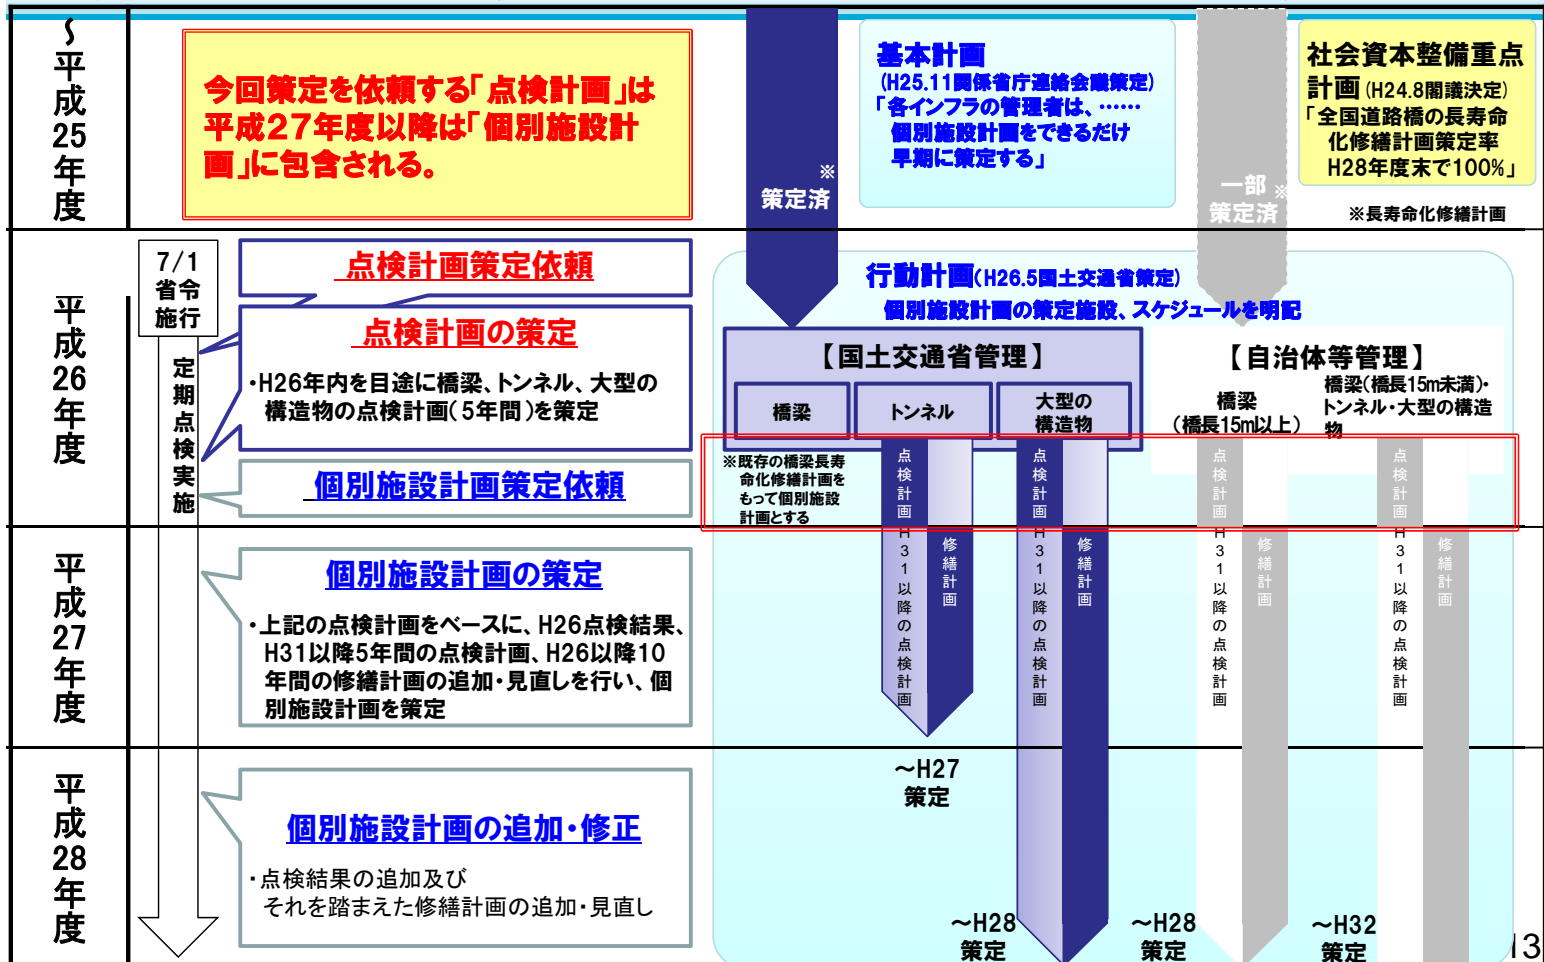 ～平成25年度
今回策定を依頼する「点検計画」は
平成２７年度以降は「個別施設計
画」に包含される。
※
策定済
基本計画
(H25.11関係省庁連絡会議策定)
「各インフラの管理者は、……
個別施設計画をできるだけ
早期に策定する」
一部※
策定済
社会資本整備重点
計画(H24.8閣議決定)
「全国道路橋の長寿命
化修繕計画策定率
H28年度末で100%」
※長寿命化修繕計画
平成26年度
7/1
省令
施行
定期点検実施
点検計画策定依頼
点検計画の策定
・H26年内を目途に橋梁、トンネル、大型の
構造物の点検計画（5年間）を策定
個別施設計画策定依頼
行動計画(H26.5国土交通省策定)
個別施設計画の策定施設、スケジュールを明記
【国土交通省管理】
橋梁
トンネル
大型の
構造物
※既存の橋梁長寿
命化修繕計画を
もって個別施設
計画とする
【自治体等管理】
橋梁
（橋長15m以上）
橋梁(橋長15m未満)・
トンネル・大型の構造
物
点検計画
H31以降の点検計画
修繕計画
点検計画
H31以降の点検計画
修繕計画
点検計画
H31以降の点検計画
修繕計画
点検計画
H31以降の点検計画
修繕計画
平成27年度
個別施設計画の策定
・上記の点検計画をベースに、H26点検結果、
H31以降5年間の点検計画、H26以降10
年間の修繕計画の追加・見直しを行い、個
別施設計画を策定
～H27
策定
平成28年度
個別施設計画の追加・修正
・点検結果の追加及び
それを踏まえた修繕計画の追加・見直し
～H28
策定
～H28
策定
～H32
策定
13